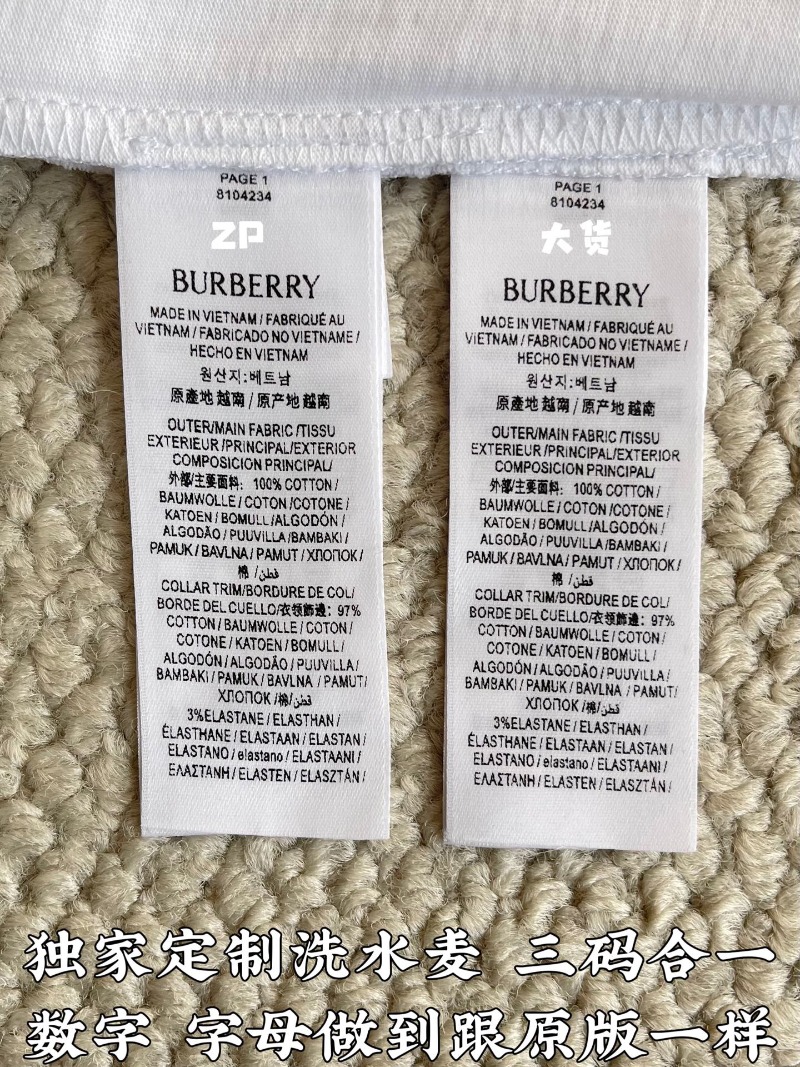 PAGE 1
8104234
ZP
BURBERRY
MADE IN VIETNAM / FABRIQUÉ AU
VIETNAM / FABRICADO NO VIETNAME /
HECHO EN VIETNAM
원산지:베트남
原產地 越南 / 原产地 越南
OUTER/MAIN FABRIC /TISSU
EXTERIEUR /PRINCIPAL/EXTERIOR
COMPOSICION PRINCIPAL/
外部/主要面料: 100% COTTON /
BAUMWOLLE / COTON /COTONE /
KATOEN / BOMULL /ALGODÓN /
ALGODÃO / PUUVILLA /BAMBAKI /
PAMUK / BAVLNA / PAMUT / ХЛОПОК /
棉 /قطن/
COLLAR TRIM/BORDURE DE COL/
BORDE DEL CUELLO/衣领飾邊: 97%
COTTON / BAUMWOLLE / COTON /
COTONE / KATOEN / BOMULL /
ALGODÓN / ALGODÃO / PUUVILLA /
BAMBAKI / PAMUK / BAVLNA / PAMUT/
ХЛОПОК /棉/قطن/
3%ELASTANE / ELASTHAN /
ÉLASTHANE / ELASTAAN / ELASTAN /
ELASTANO / elastano / ELASTAANI /
ΕΛΑΣΤΑΝΗ / ELASTEN / ELASZTÁN /
PAGE 1
8104234
大货
BURBERRY
MADE IN VIETNAM / FABRIQUÉ AU
VIETNAM / FABRICADO NO VIETNAME /
HECHO EN VIETNAM
원산지:베트남
原產地 越南 / 原产地 越南
OUTER/MAIN FABRIC /TISSU
EXTERIEUR /PRINCIPAL/EXTERIOR
COMPOSICION PRINCIPAL/
外部/主要面料: 100% COTTON /
BAUMWOLLE / COTON /COTONE /
KATOEN / BOMULL /ALGODÓN /
ALGODÃO / PUUVILLA /BAMBAKI /
PAMUK / BAVLNA / PAMUT / ХЛОПОК /
棉 /قطن/
COLLAR TRIM/BORDURE DE COL/
BORDE DEL CUELLO/衣领飾邊: 97%
COTTON / BAUMWOLLE / COTON /
COTONE / KATOEN / BOMULL /
ALGODÓN / ALGODÃO / PUUVILLA /
BAMBAKI / PAMUK / BAVLNA / PAMUT/
ХЛОПОК /棉/قطن/
3%ELASTANE / ELASTHAN /
ÉLASTHANE / ELASTAAN / ELASTAN /
ELASTANO / elastano / ELASTAANI /
ΕΛΑΣΤΑΝΗ / ELASTEN / ELASZTÁN /
独家定制洗水麦 三码合一
数字 字母做到跟原版一样